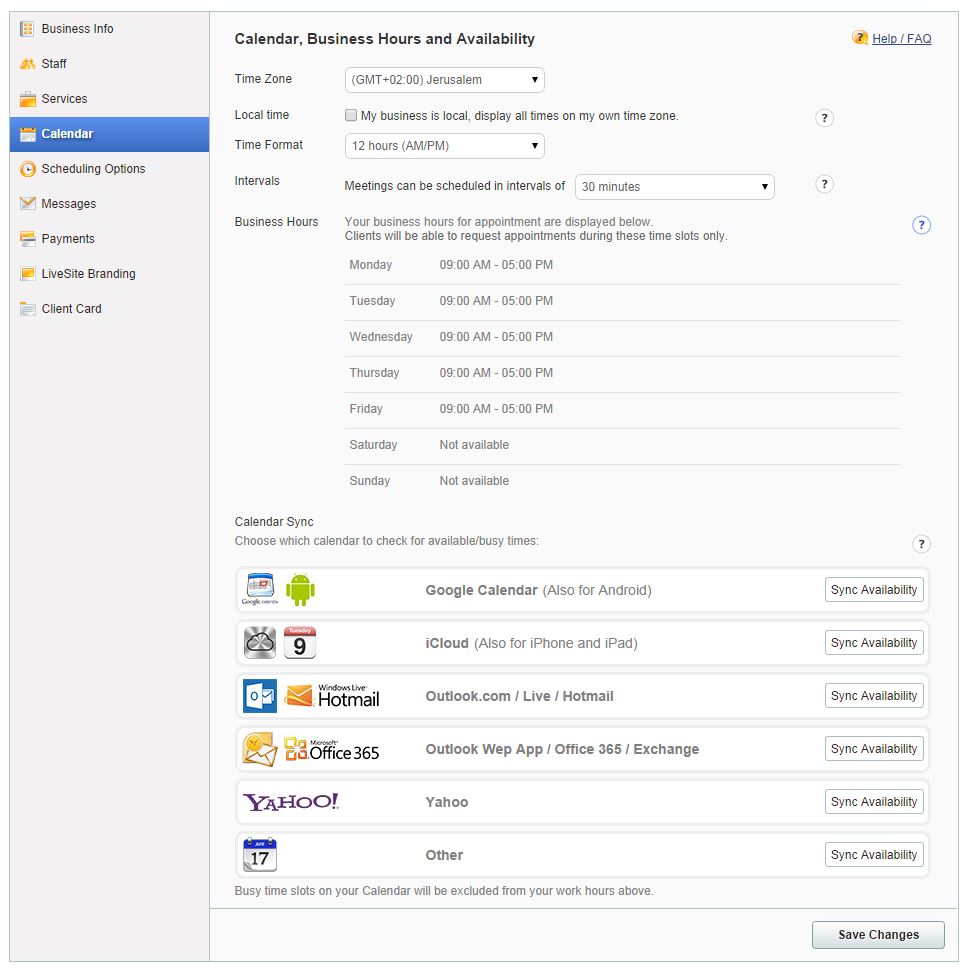 Business Info
Staff
Services
Calendar
Scheduling Options
Messages
Payments
LiveSite Branding
Client Card
Calendar, Business Hours and Availability
? Help / FAQ
Time Zone (GMT+02:00) Jerusalem
Local time My business is local, display all times on my own time zone. ?
Time Format 12 hours (AM/PM)
Intervals Meetings can be scheduled in intervals of 30 minutes ?
Business Hours Your business hours for appointment are displayed below. ?
Clients will be able to request appointments during these time slots only.
Monday 09:00 AM - 05:00 PM
Tuesday 09:00 AM - 05:00 PM
Wednesday 09:00 AM - 05:00 PM
Thursday 09:00 AM - 05:00 PM
Friday 09:00 AM - 05:00 PM
Saturday Not available
Sunday Not available
Calendar Sync
Choose which calendar to check for available/busy times: ?
Google calendar Google Calendar (Also for Android) Sync Availability
Tuesday
9 iCloud (Also for iPhone and iPad) Sync Availability
Windows Live
Hotmail Outlook.com / Live / Hotmail Sync Availability
Microsoft
Office 365 Outlook Wep App / Office 365 / Exchange Sync Availability
YAHOO! Yahoo Sync Availability
APR
17 Other Sync Availability
Busy time slots on your Calendar will be excluded from your work hours above.
Save Changes